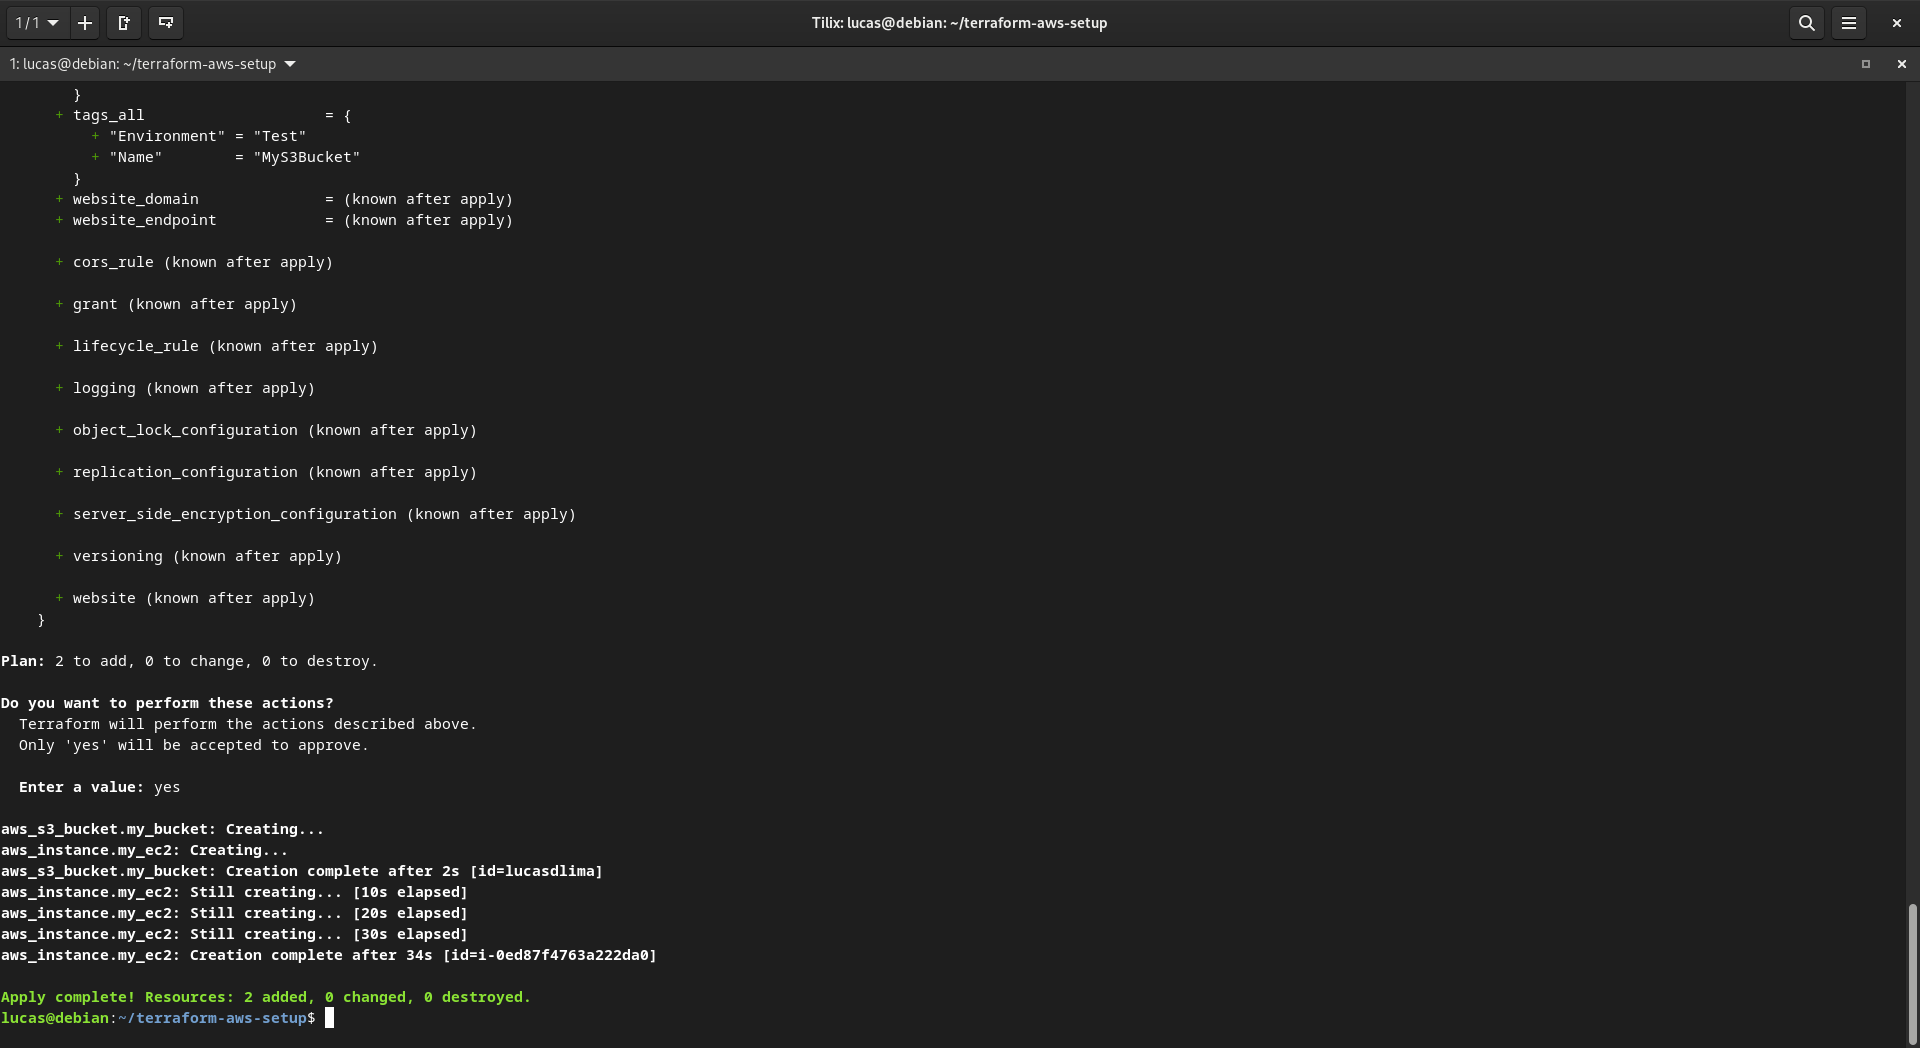 1 / 1
Tilix: lucas@debian: ~/terraform-aws-setup
1: lucas@debian: ~/terraform-aws-setup
        }
      + tags_all                    = {
          + "Environment" = "Test"
          + "Name"        = "MyS3Bucket"
        }
      + website_domain              = (known after apply)
      + website_endpoint            = (known after apply)

      + cors_rule (known after apply)

      + grant (known after apply)

      + lifecycle_rule (known after apply)

      + logging (known after apply)

      + object_lock_configuration (known after apply)

      + replication_configuration (known after apply)

      + server_side_encryption_configuration (known after apply)

      + versioning (known after apply)

      + website (known after apply)
    }

Plan: 2 to add, 0 to change, 0 to destroy.

Do you want to perform these actions?
  Terraform will perform the actions described above.
  Only 'yes' will be accepted to approve.

  Enter a value: yes

aws_s3_bucket.my_bucket: Creating...
aws_instance.my_ec2: Creating...
aws_s3_bucket.my_bucket: Creation complete after 2s [id=lucasdlima]
aws_instance.my_ec2: Still creating... [10s elapsed]
aws_instance.my_ec2: Still creating... [20s elapsed]
aws_instance.my_ec2: Still creating... [30s elapsed]
aws_instance.my_ec2: Creation complete after 34s [id=i-0ed87f4763a222da0]

Apply complete! Resources: 2 added, 0 changed, 0 destroyed.
lucas@debian:~/terraform-aws-setup$